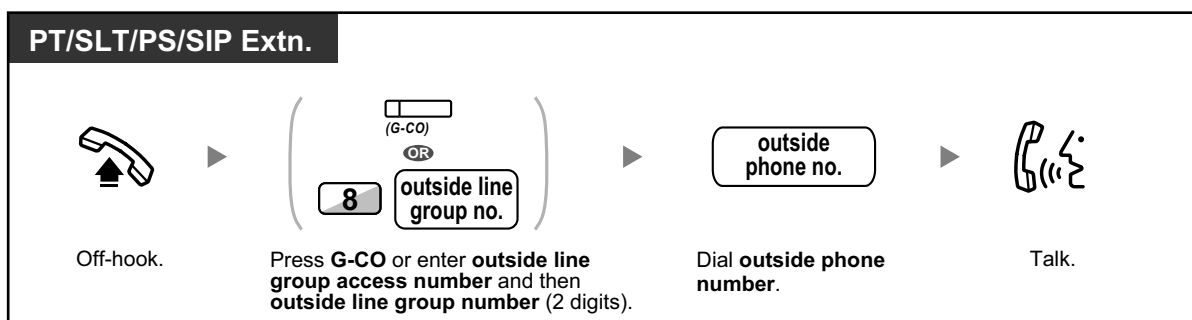 PT/SLT/PS/SIP Extn.
(G-CO)
OR
8
outside line
group no.
outside
phone no.
Off-hook.
Press G-CO or enter outside line
group access number and then
outside line group number (2 digits).
Dial outside phone
number.
Talk.